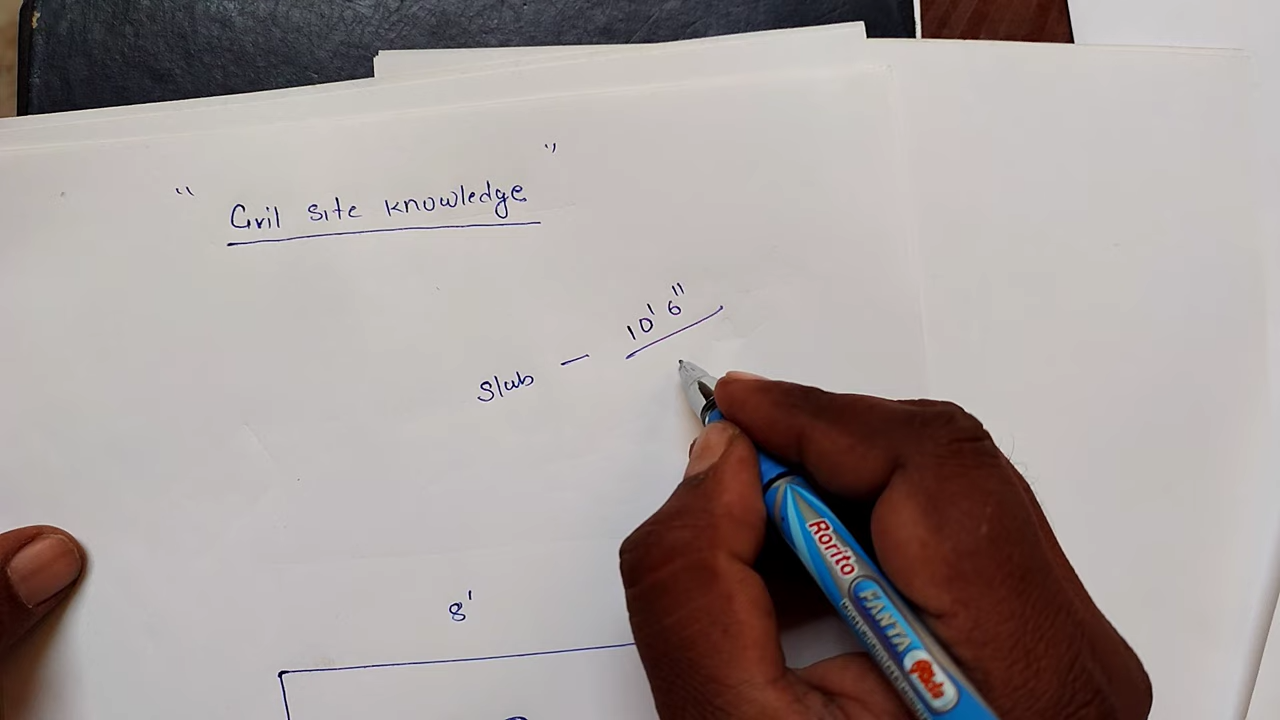 " Civil site knowledge "
Slab — 10' 6"
8'
Rorito
FANTA